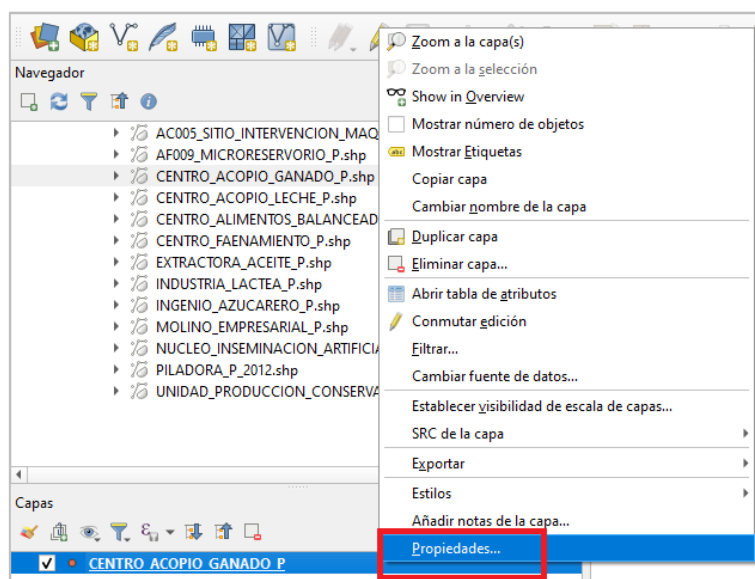 Navegador
AC005_SITIO_INTERVENCION_MAQ
AF009_MICRORESERVORIO_P.shp
CENTRO_ACOPIO_GANADO_P.shp
CENTRO_ACOPIO_LECHE_P.shp
CENTRO_ALIMENTOS_BALANCEAD
CENTRO_FAENAMIENTO_P.shp
EXTRACTORA_ACEITE_P.shp
INDUSTRIA_LACTEA_P.shp
INGENIO_AZUCARERO_P.shp
MOLINO_EMPRESARIAL_P.shp
NUCLEO_INSEMINACION_ARTIFICIA
PILADORA_P_2012.shp
UNIDAD_PRODUCCION_CONSERVA
Capas
CENTRO ACOPIO GANADO P
Zoom a la capa(s)
Zoom a la selección
Show in Overview
Mostrar número de objetos
abc Mostrar Etiquetas
Copiar capa
Cambiar nombre de la capa
Duplicar capa
Eliminar capa...
Abrir tabla de atributos
Conmutar edición
Filtrar...
Cambiar fuente de datos...
Establecer visibilidad de escala de capas...
SRC de la capa
Exportar
Estilos
Añadir notas de la capa...
Propiedades...